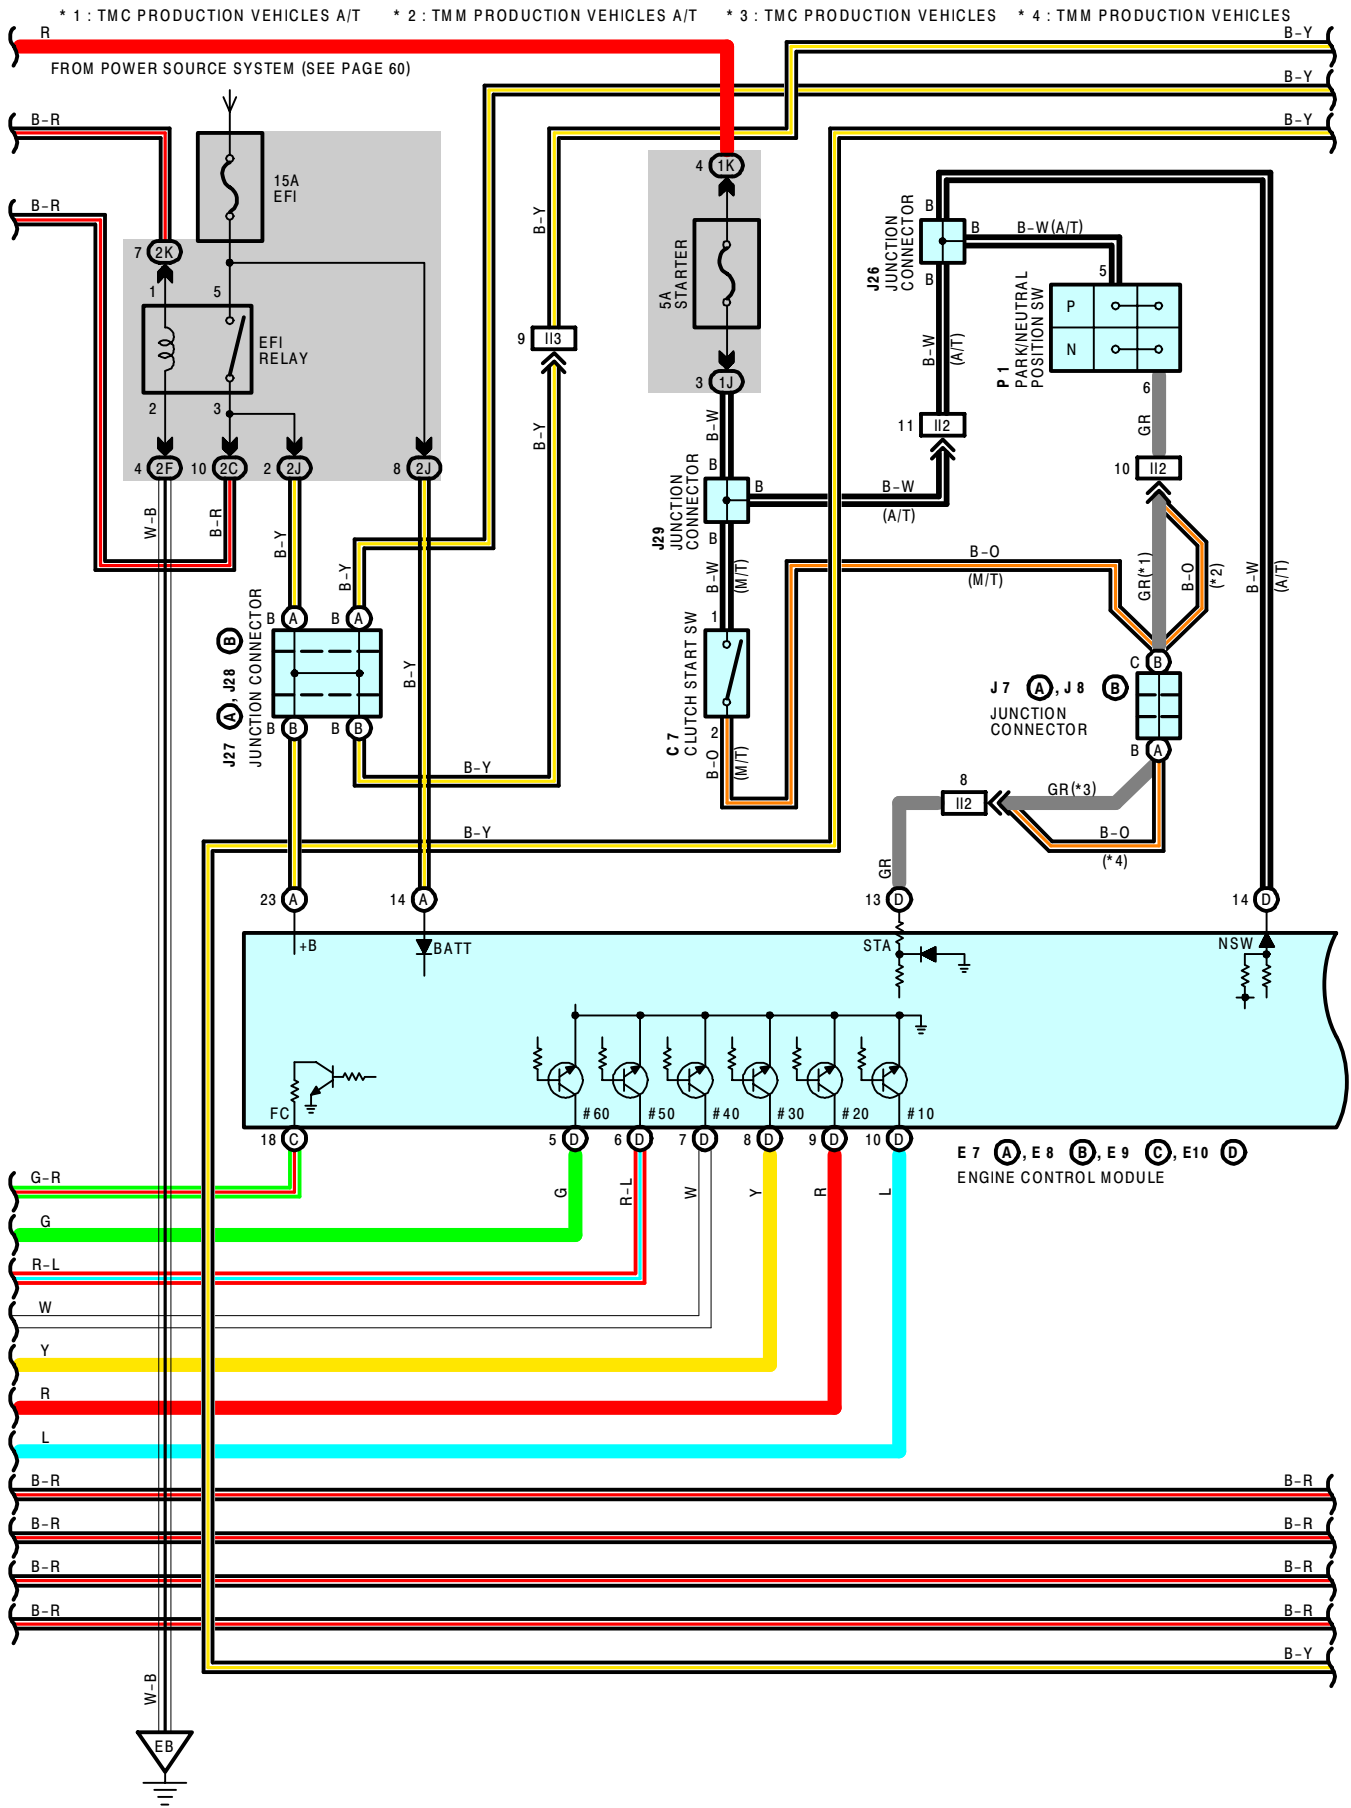 * 1 : TMC PRODUCTION VEHICLES A/T * 2 : TMM PRODUCTION VEHICLES A/T * 3 : TMC PRODUCTION VEHICLES * 4 : TMM PRODUCTION VEHICLES
R
B-Y
FROM POWER SOURCE SYSTEM (SEE PAGE 60)
B-Y
B-R
B-Y
15A
EFI
4 1K
B-R
B-Y
5A
STARTER
J26
JUNCTION
CONNECTOR
B
B
B
B-W (A/T)
7 2K
1
5
EFI
RELAY
2
3
9 II3
3 1J
B-W
(A/T)
5
P
N
P 1
PARK/NEUTRAL
POSITION SW
6
GR
B-Y
B-W
11 II2
4 2F
10 2C
2 2J
8 2J
10 II2
B
B
B
B-W
(A/T)
J29
JUNCTION
CONNECTOR
W-B
B-R
B-Y
B-Y
B-W
(M/T)
B-O
(M/T)
GR(*1)
B-O
(*2)
B-W
(A/T)
B A
B A
J27 A , J28 B
JUNCTION CONNECTOR
B B
B B
B-Y
1
C 7
CLUTCH START SW
2
C B
J 7 A , J 8 B
JUNCTION
CONNECTOR
B A
B-O
(M/T)
B-Y
8
II2
GR(*3)
B-Y
B-O
(*4)
GR
23 A
14 A
13 D
14 D
+B
BATT
STA
NSW
FC
#60
#50
#40
#30
#20
#10
18 C
5 D
6 D
7 D
8 D
9 D
10 D
E 7 A , E 8 B , E 9 C , E10 D
ENGINE CONTROL MODULE
G-R
G
R-L
W
Y
R
L
G
R-L
W
Y
R
L
B-R
B-R
B-R
B-R
B-R
B-R
B-R
B-R
B-Y
W-B
EB